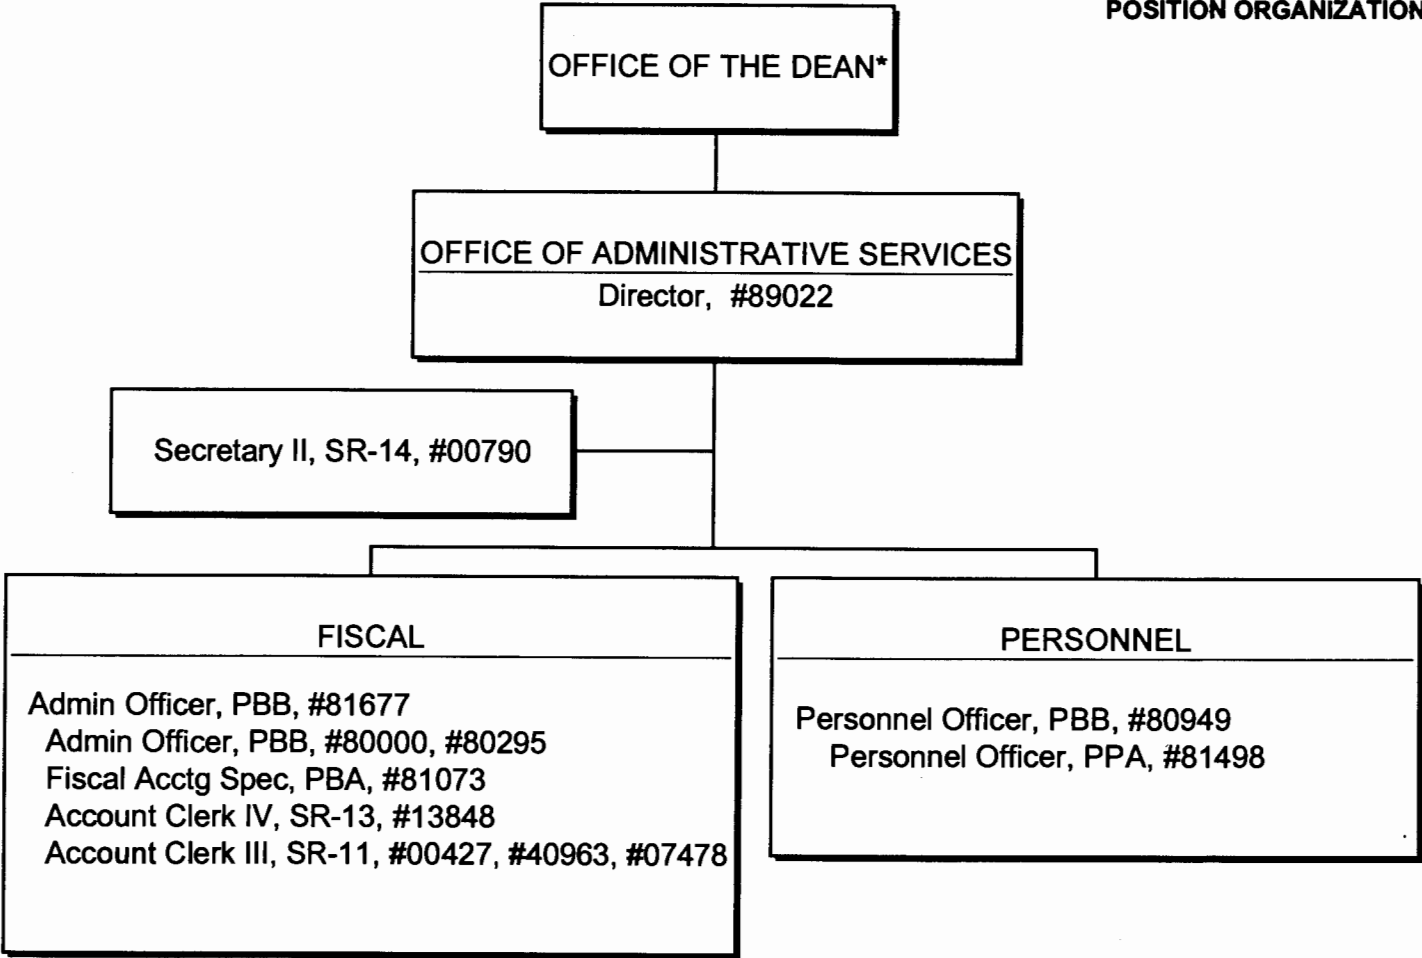 POSITION ORGANIZATION
OFFICE OF THE DEAN*
OFFICE OF ADMINISTRATIVE SERVICES
Director, #89022
Secretary II, SR-14, #00790
FISCAL
Admin Officer, PBB, #81677
Admin Officer, PBB, #80000, #80295
Fiscal Acctg Spec, PBA, #81073
Account Clerk IV, SR-13, #13848
Account Clerk III, SR-11, #00427, #40963, #07478
PERSONNEL
Personnel Officer, PBB, #80949
Personnel Officer, PPA, #81498